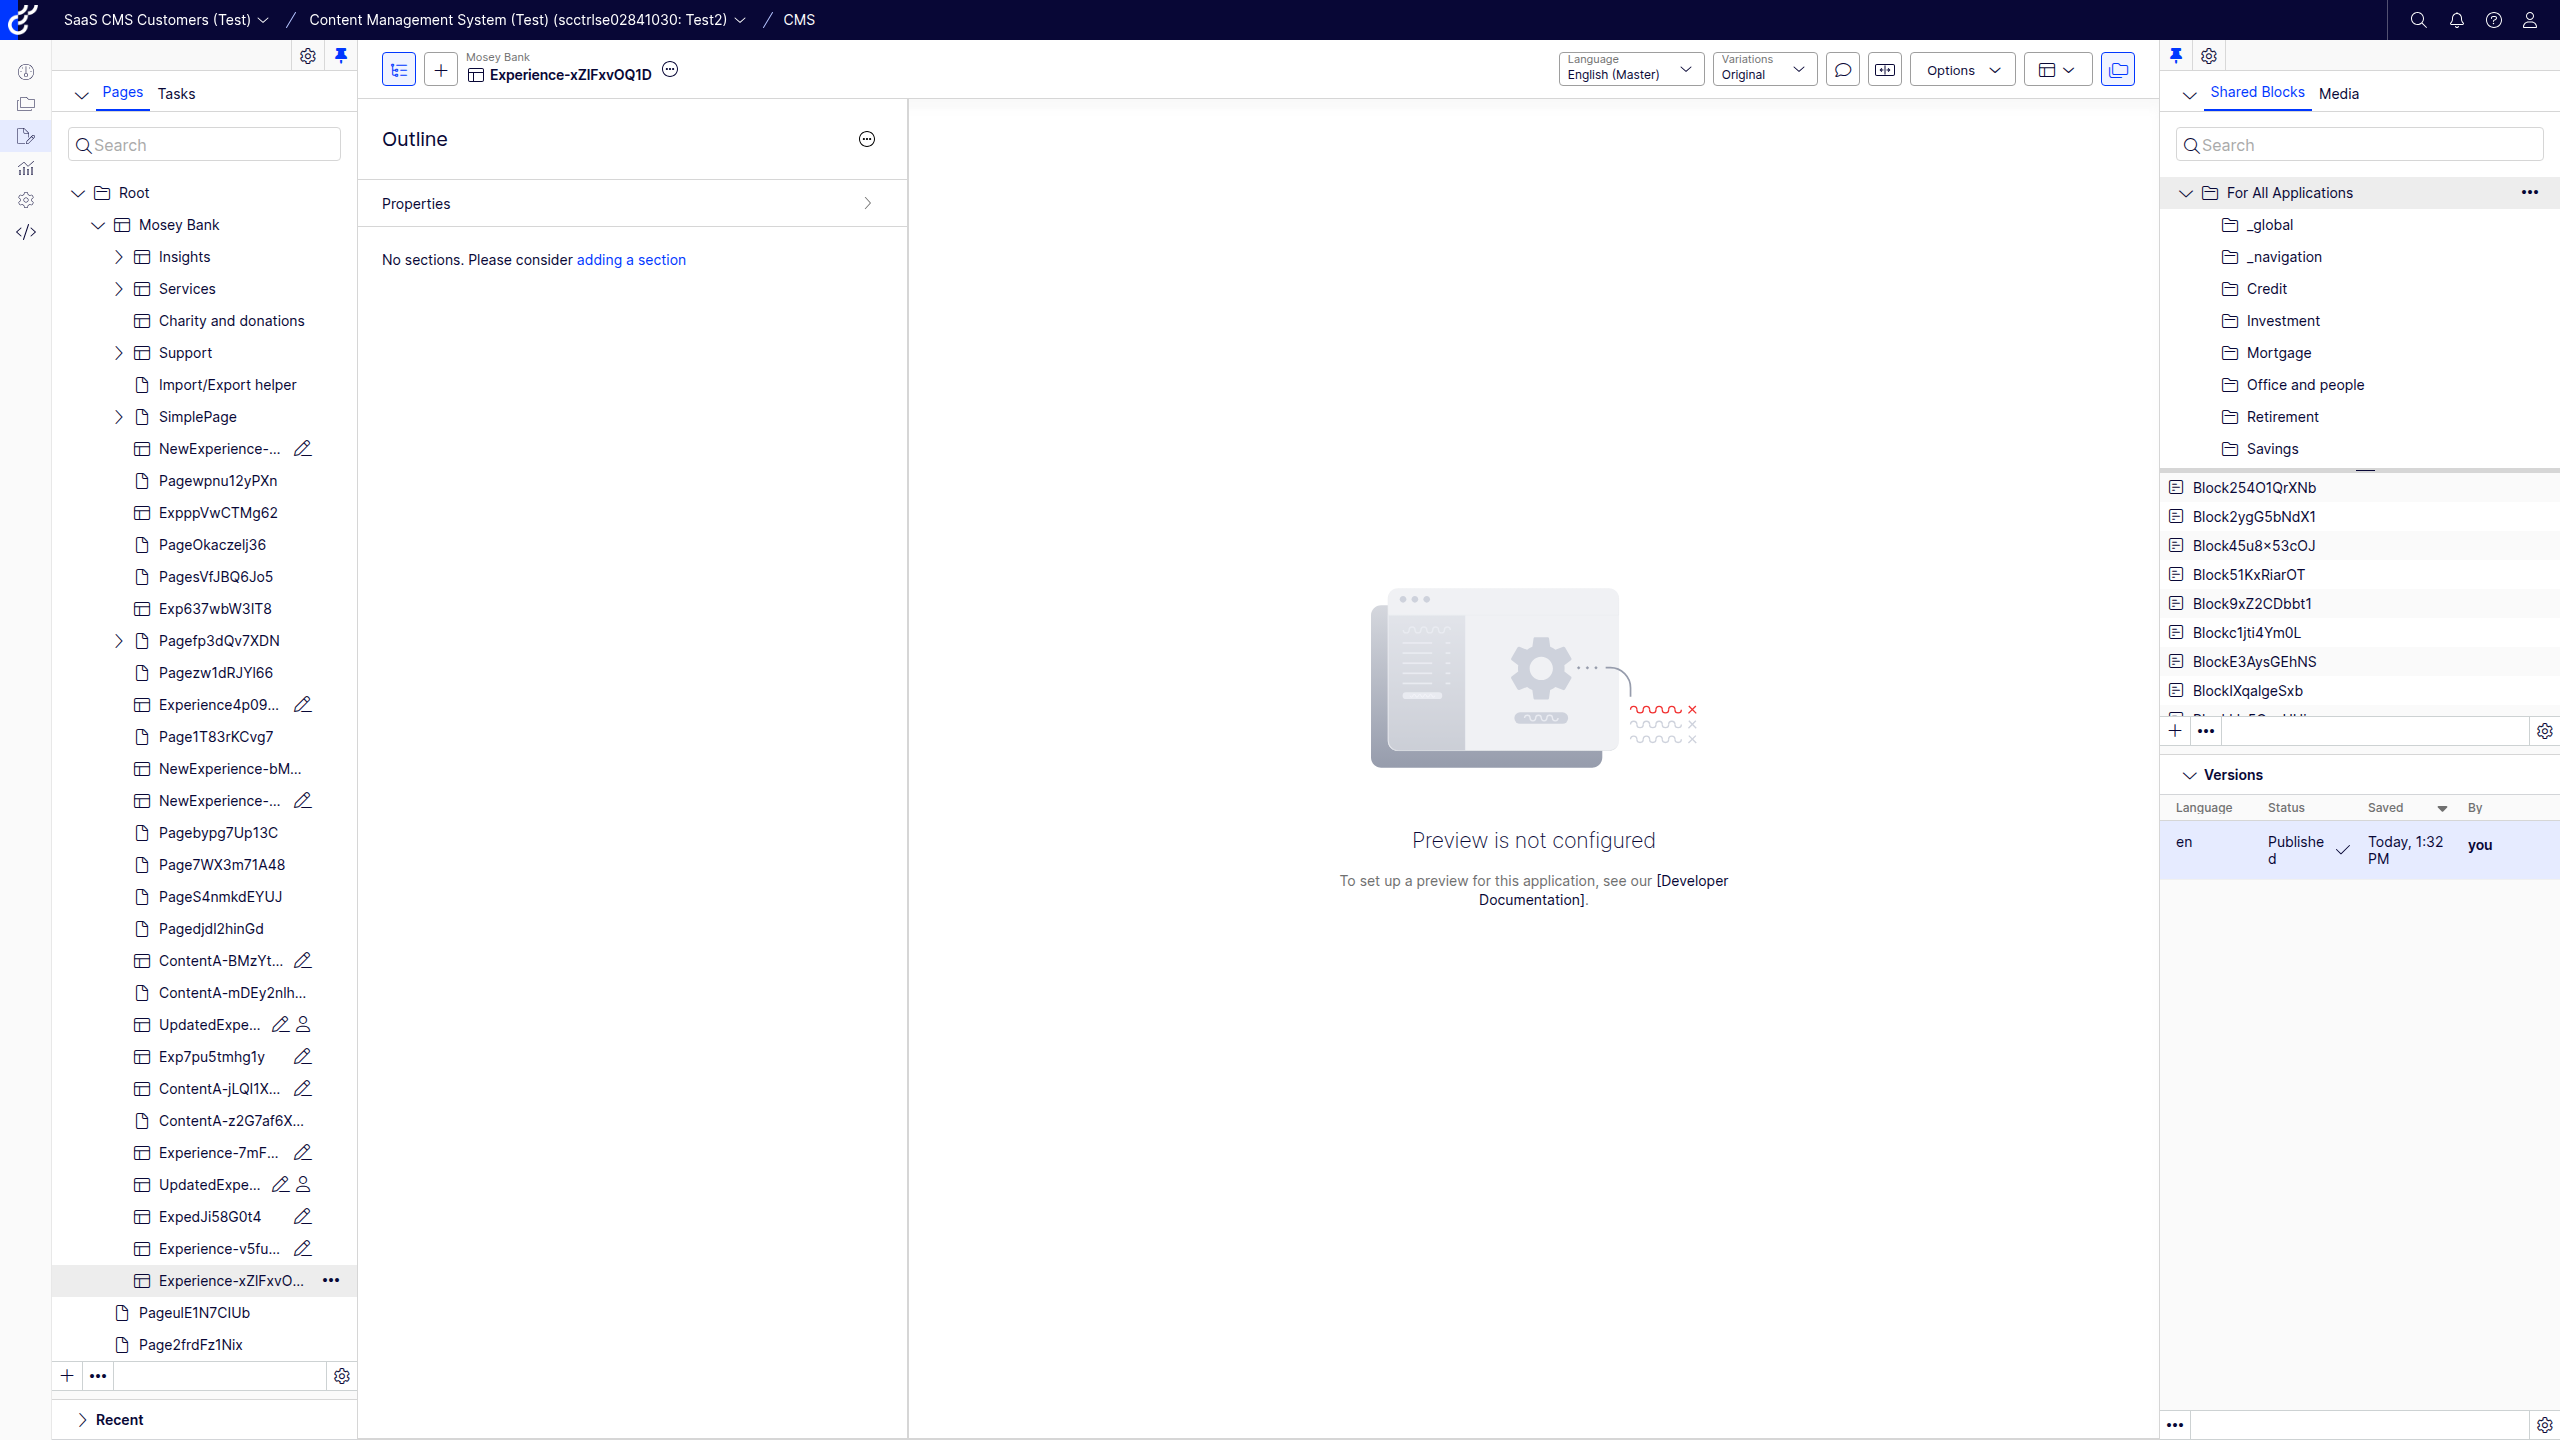 SaaS CMS Customers (Test) / Content Management System (Test) (scctrlse02841030: Test2) / CMS
Pages Tasks
Search
Root
Mosey Bank
Insights
Services
Charity and donations
Support
Import/Export helper
SimplePage
NewExperience-...
Pagewpnu12yPXn
ExpppVwCTMg62
PageOkaczelj36
PagesVfJBQ6Jo5
Exp637wbW3IT8
Pagefp3dQv7XDN
Pagezw1dRJYl66
Experience4p09...
Page1T83rKCvg7
NewExperience-bM...
NewExperience-...
Pagebypg7Up13C
Page7WX3m71A48
PageS4nmkdEYUJ
Pagedjdl2hinGd
ContentA-BMzYt...
ContentA-mDEy2nlh...
UpdatedExpe...
Exp7pu5tmhg1y
ContentA-jLQI1X...
ContentA-z2G7af6X...
Experience-7mF...
UpdatedExpe...
ExpedJi58G0t4
Experience-v5fu...
Experience-xZlFxvO...
PageulE1N7CIUb
Page2frdFz1Nix
Recent
Mosey Bank
Experience-xZlFxvOQ1D
Language
English (Master)
Variations
Original
Options
Outline
Properties
No sections. Please consider adding a section
Preview is not configured
To set up a preview for this application, see our [Developer
Documentation].
Shared Blocks Media
Search
For All Applications
_global
_navigation
Credit
Investment
Mortgage
Office and people
Retirement
Savings
Block254O1QrXNb
Block2ygG5bNdX1
Block45u8×53cOJ
Block51KxRiarOT
Block9xZ2CDbbt1
Blockc1jti4Ym0L
BlockE3AysGEhNS
BlocklXqalgeSxb
Versions
Language Status Saved By
en Publishe Today, 1:32 you
d PM